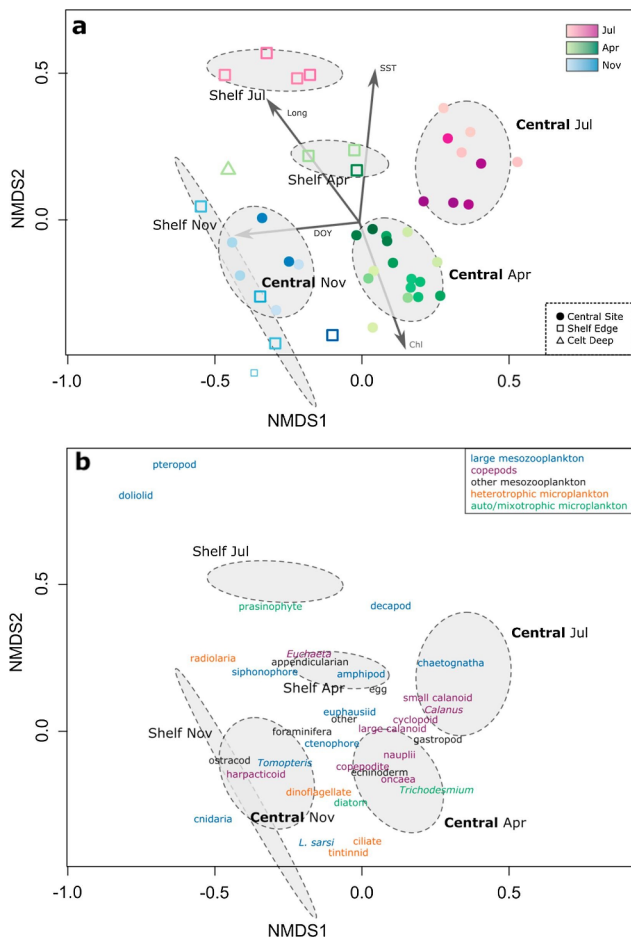 a
Jul
Apr
Nov
0.5
SST
Shelf Jul
Long
Central Jul
Shelf Apr
NMDS2
0.0
Shelf Nov
DOY
Central Nov
Central Apr
Central Site
Shelf Edge
Celt Deep
Chl
-1.0
-0.5
0.0
0.5
NMDS1
b
pteropod
doliolid
large mesozooplankton
copepods
other mesozooplankton
heterotrophic microplankton
auto/mixotrophic microplankton
Shelf Jul
0.5
prasinophyte
decapod
Central Jul
NMDS2
radiolaria
Euchaeta
appendicularian
siphonophore
amphipod
chaetognatha
Shelf Apr
egg
small calanoid
Calanus
euphausiid
other
cyclopoid
0.0
Shelf Nov
foraminifera
large calanoid
ctenophore
gastropod
nauplii
ostracod
Tomopteris
copepodite
harpacticoid
echinoderm
oncaea
dinoflagellate
Trichodesmium
diatom
cnidaria
Central Nov
Central Apr
L. sarsi
ciliate
tintinnid
-1.0
-0.5
0.0
0.5
NMDS1